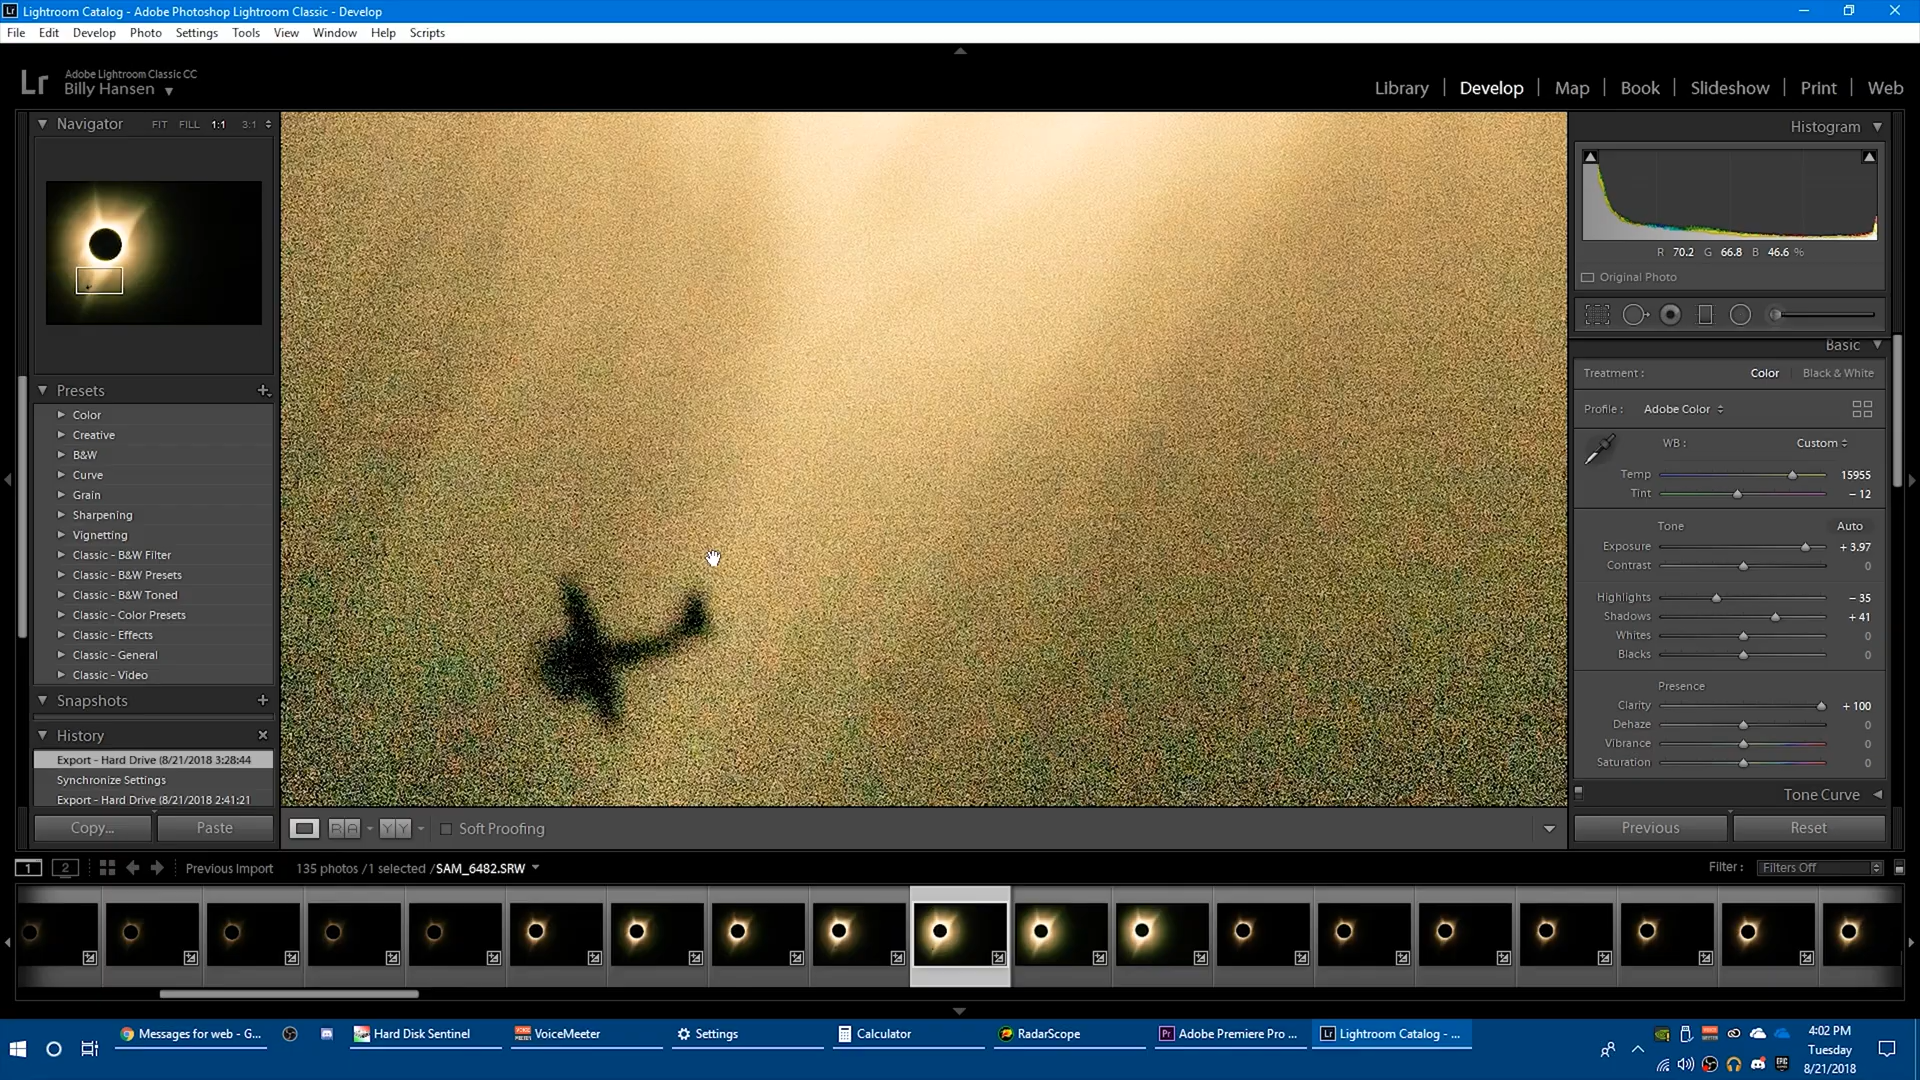 Lightroom Catalog - Adobe Photoshop Lightroom Classic - Develop
File Edit Develop Photo Settings Tools View Window Help Scripts
Lr Adobe Lightroom Classic CC
Billy Hansen
Library | Develop | Map | Book | Slideshow | Print | Web
Navigator FIT FILL 1:1 3:1
Histogram
R 70.2 G 66.8 B 46.6 %
Original Photo
Basic
Treatment : Color Black & White
Profile : Adobe Color
WB : Custom
Temp 15955
Tint - 12
Tone Auto
Exposure + 3.97
Contrast 0
Highlights - 35
Shadows + 41
Whites 0
Blacks 0
Presence
Clarity + 100
Dehaze 0
Vibrance 0
Saturation 0
Tone Curve
Previous Reset
Presets
Color
Creative
B&W
Curve
Grain
Sharpening
Vignetting
Classic - B&W Filter
Classic - B&W Presets
Classic - B&W Toned
Classic - Color Presets
Classic - Effects
Classic - General
Classic - Video
Snapshots
History
Export - Hard Drive (8/21/2018 3:28:44
Synchronize Settings
Export - Hard Drive (8/21/2018 2:41:21
Copy... Paste
R A Y Y Soft Proofing
1 2 Previous Import 135 photos /1 selected /SAM_6482.SRW
Filter : Filters Off
Messages for web - G... Hard Disk Sentinel VoiceMeeter Settings Calculator RadarScope Adobe Premiere Pro ... Lightroom Catalog - ...
4:02 PM
Tuesday
8/21/2018